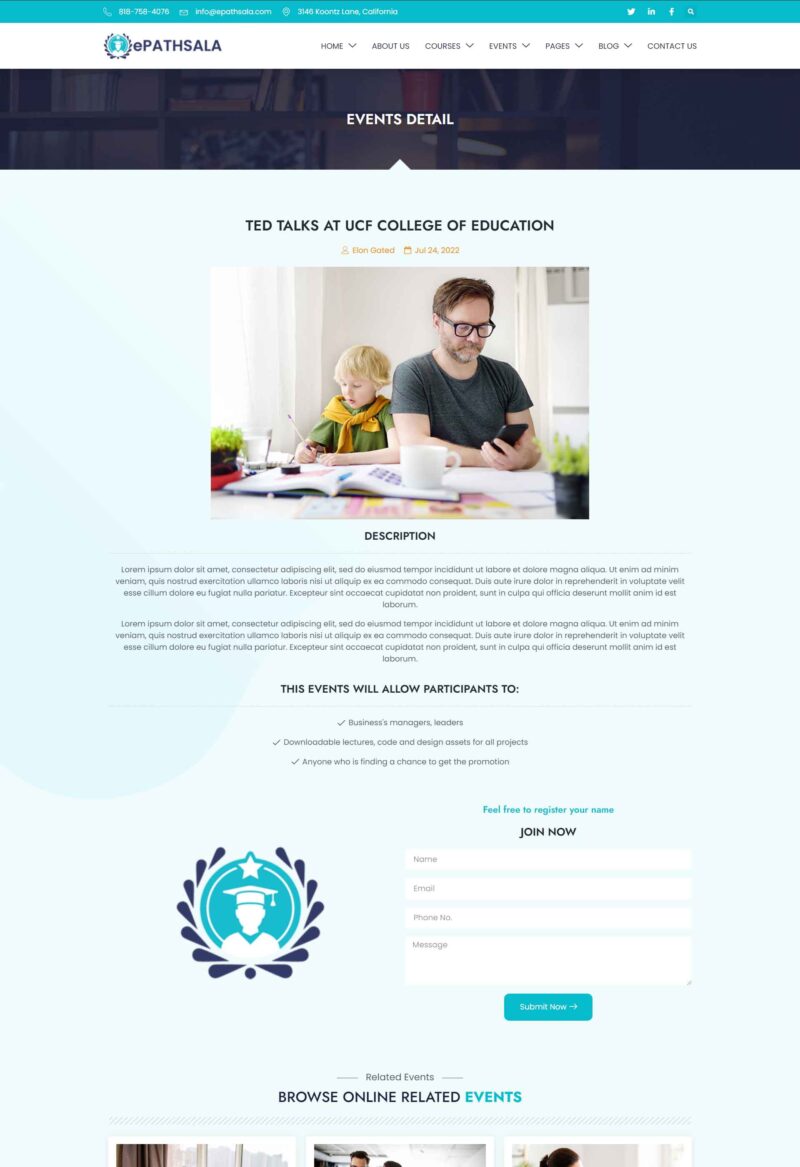 818-758-4076 info@epathsala.com 3146 Koontz Lane, California
ePATHSALA HOME ABOUT US COURSES EVENTS PAGES BLOG CONTACT US
EVENTS DETAIL
TED TALKS AT UCF COLLEGE OF EDUCATION
Elon Gated Jul 24, 2022
DESCRIPTION
Lorem ipsum dolor sit amet, consectetur adipiscing elit, sed do eiusmod tempor incididunt ut labore et dolore magna aliqua. Ut enim ad minim
veniam, quis nostrud exercitation ullamco laboris nisi ut aliquip ex ea commodo consequat. Duis aute irure dolor in reprehenderit in voluptate velit
esse cillum dolore eu fugiat nulla pariatur. Excepteur sint occaecat cupidatat non proident, sunt in culpa qui officia deserunt mollit anim id est
laborum.
Lorem ipsum dolor sit amet, consectetur adipiscing elit, sed do eiusmod tempor incididunt ut labore et dolore magna aliqua. Ut enim ad minim
veniam, quis nostrud exercitation ullamco laboris nisi ut aliquip ex ea commodo consequat. Duis aute irure dolor in reprehenderit in voluptate velit
esse cillum dolore eu fugiat nulla pariatur. Excepteur sint occaecat cupidatat non proident, sunt in culpa qui officia deserunt mollit anim id est
laborum.
THIS EVENTS WILL ALLOW PARTICIPANTS TO:
Business's managers, leaders
Downloadable lectures, code and design assets for all projects
Anyone who is finding a chance to get the promotion
Feel free to register your name
JOIN NOW
Name
Email
Phone No.
Message
Submit Now
Related Events
BROWSE ONLINE RELATED EVENTS